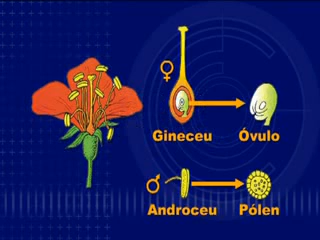 ♀
Gineceu Óvulo
♂
Androceu Pólen